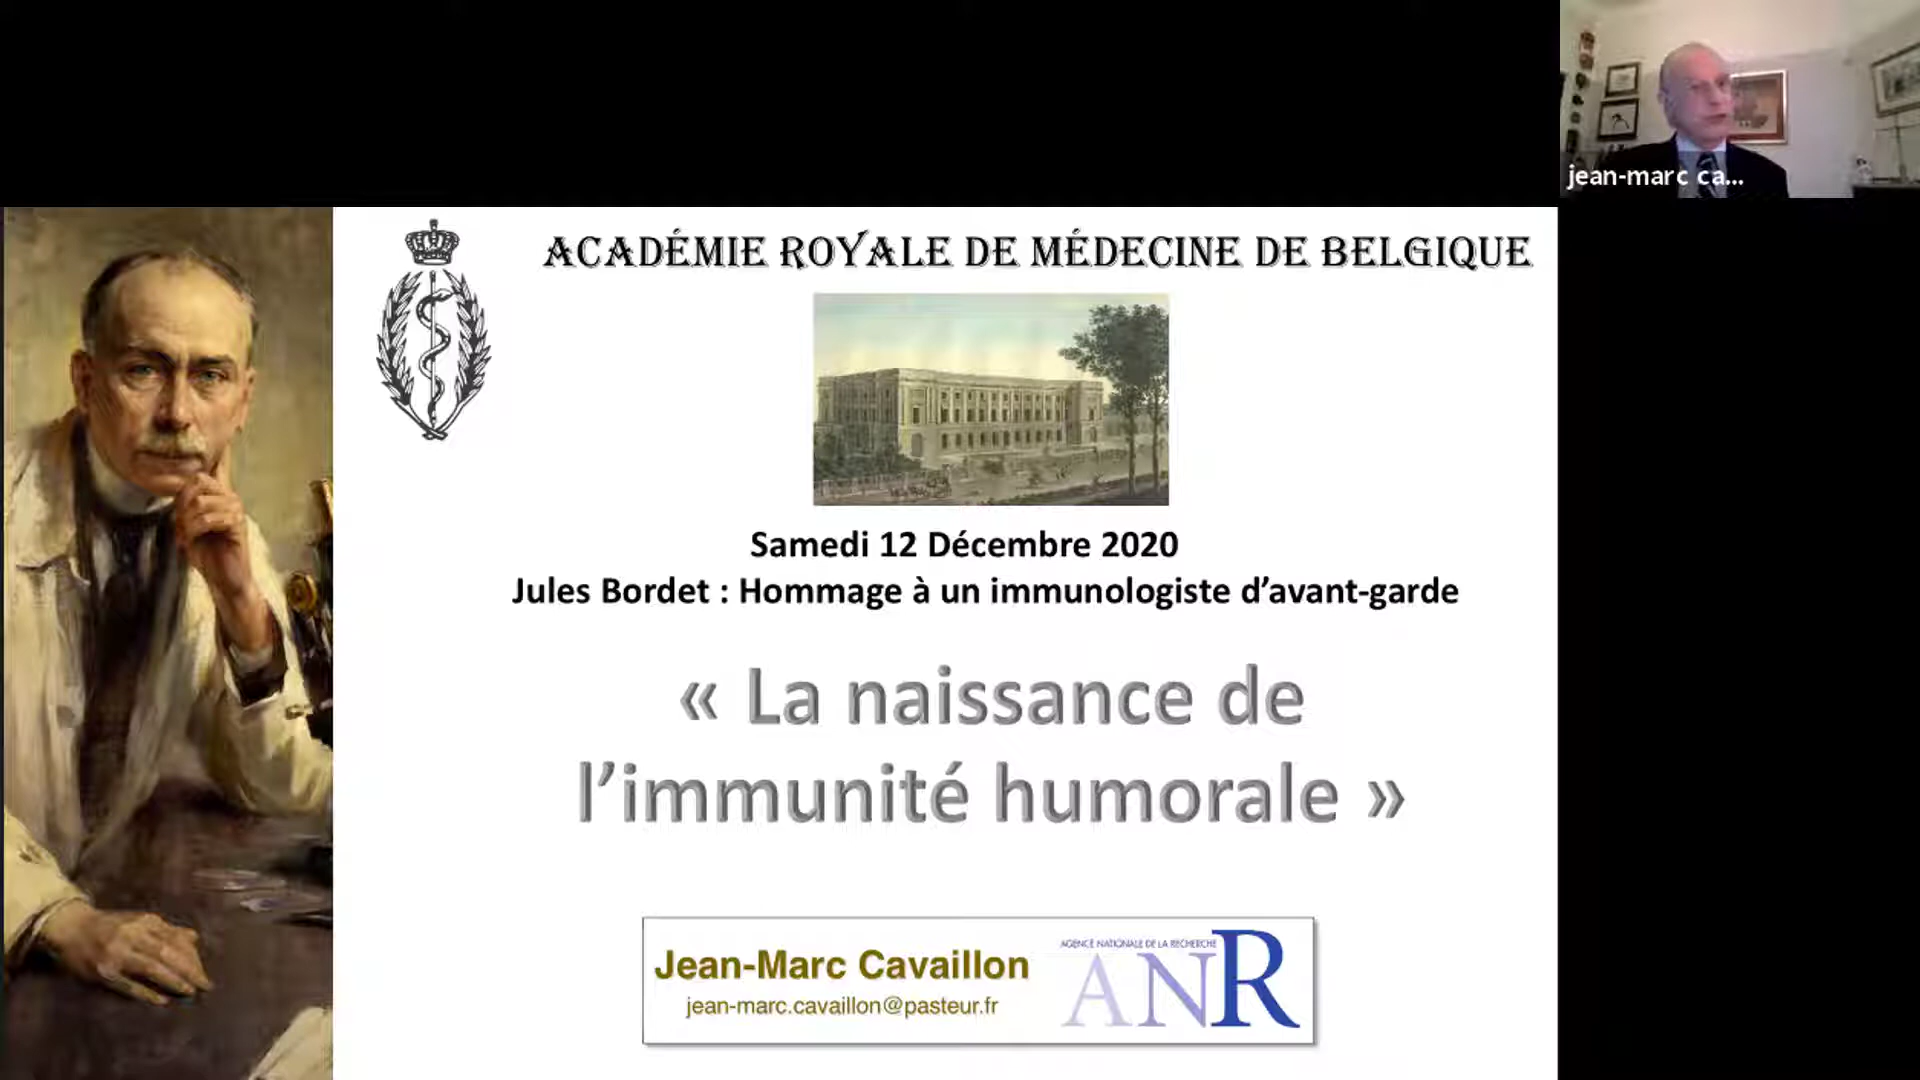 jean-marc ca...
ACADÉMIE ROYALE DE MÉDECINE DE BELGIQUE
Samedi 12 Décembre 2020
Jules Bordet : Hommage à un immunologiste d’avant-garde
« La naissance de
l’immunité humorale »
Jean-Marc Cavaillon
jean-marc.cavaillon@pasteur.fr
AGENCE NATIONALE DE LA RECHERCHE
ANR